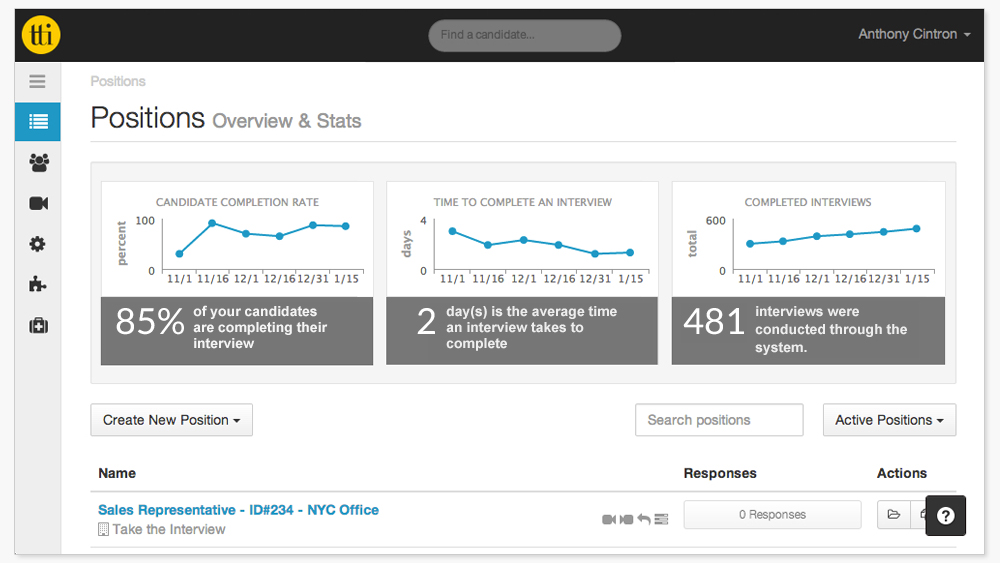 tti
Find a candidate...
Anthony Cintron
Positions
Positions Overview & Stats
CANDIDATE COMPLETION RATE
percent
100
0
11/1 11/16 12/1 12/16 12/31 1/15
85%
of your candidates
are completing their
interview
TIME TO COMPLETE AN INTERVIEW
days
4
0
11/1 11/16 12/1 12/16 12/31 1/15
2
day(s) is the average time
an interview takes to
complete
COMPLETED INTERVIEWS
total
600
0
11/1 11/16 12/1 12/16 12/31 1/15
481
interviews were
conducted through the
system.
Create New Position
Search positions
Active Positions
Name Responses Actions
Sales Representative - ID#234 - NYC Office
Take the Interview
0 Responses
?